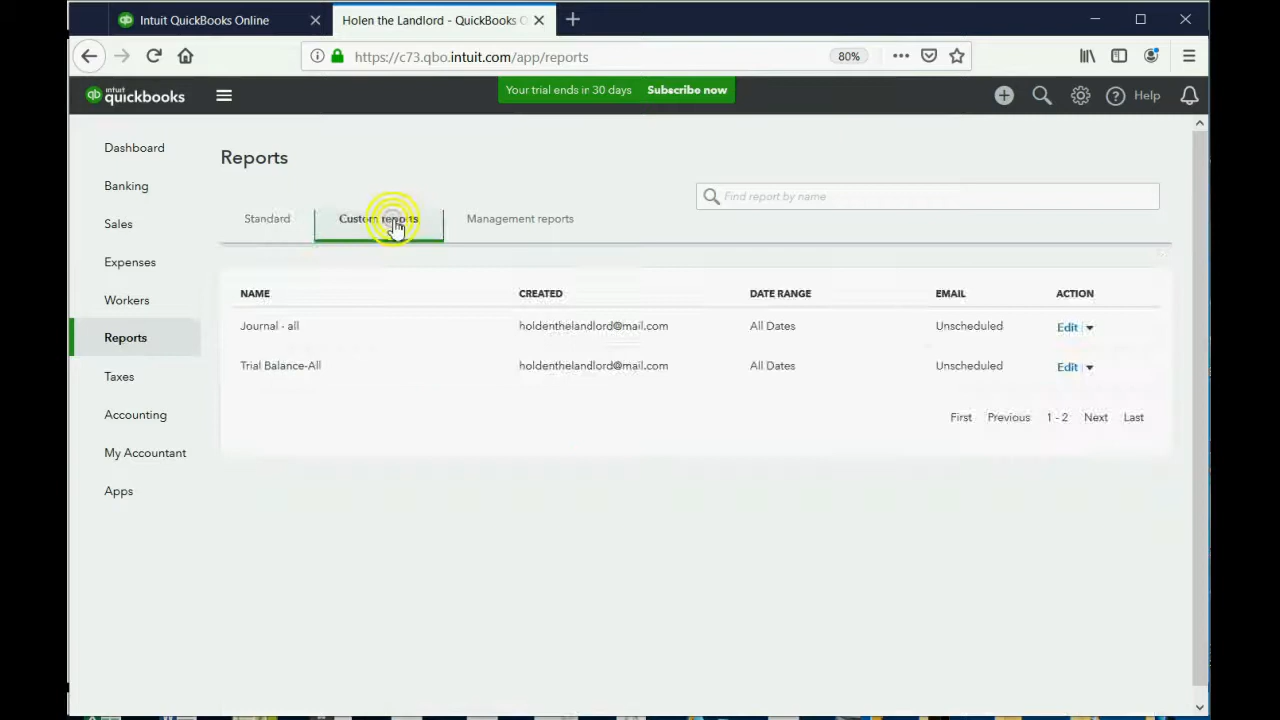 Intuit QuickBooks Online
Holen the Landlord - QuickBooks O
https://c73.qbo.intuit.com/app/reports
80%
intuit quickbooks
Your trial ends in 30 days Subscribe now
Help
Dashboard
Banking
Sales
Expenses
Workers
Reports
Taxes
Accounting
My Accountant
Apps
Reports
Find report by name
Standard Custom reports Management reports
NAME CREATED DATE RANGE EMAIL ACTION
Journal - all holdenthelandlord@mail.com All Dates Unscheduled Edit
Trial Balance-All holdenthelandlord@mail.com All Dates Unscheduled Edit
First Previous 1 - 2 Next Last